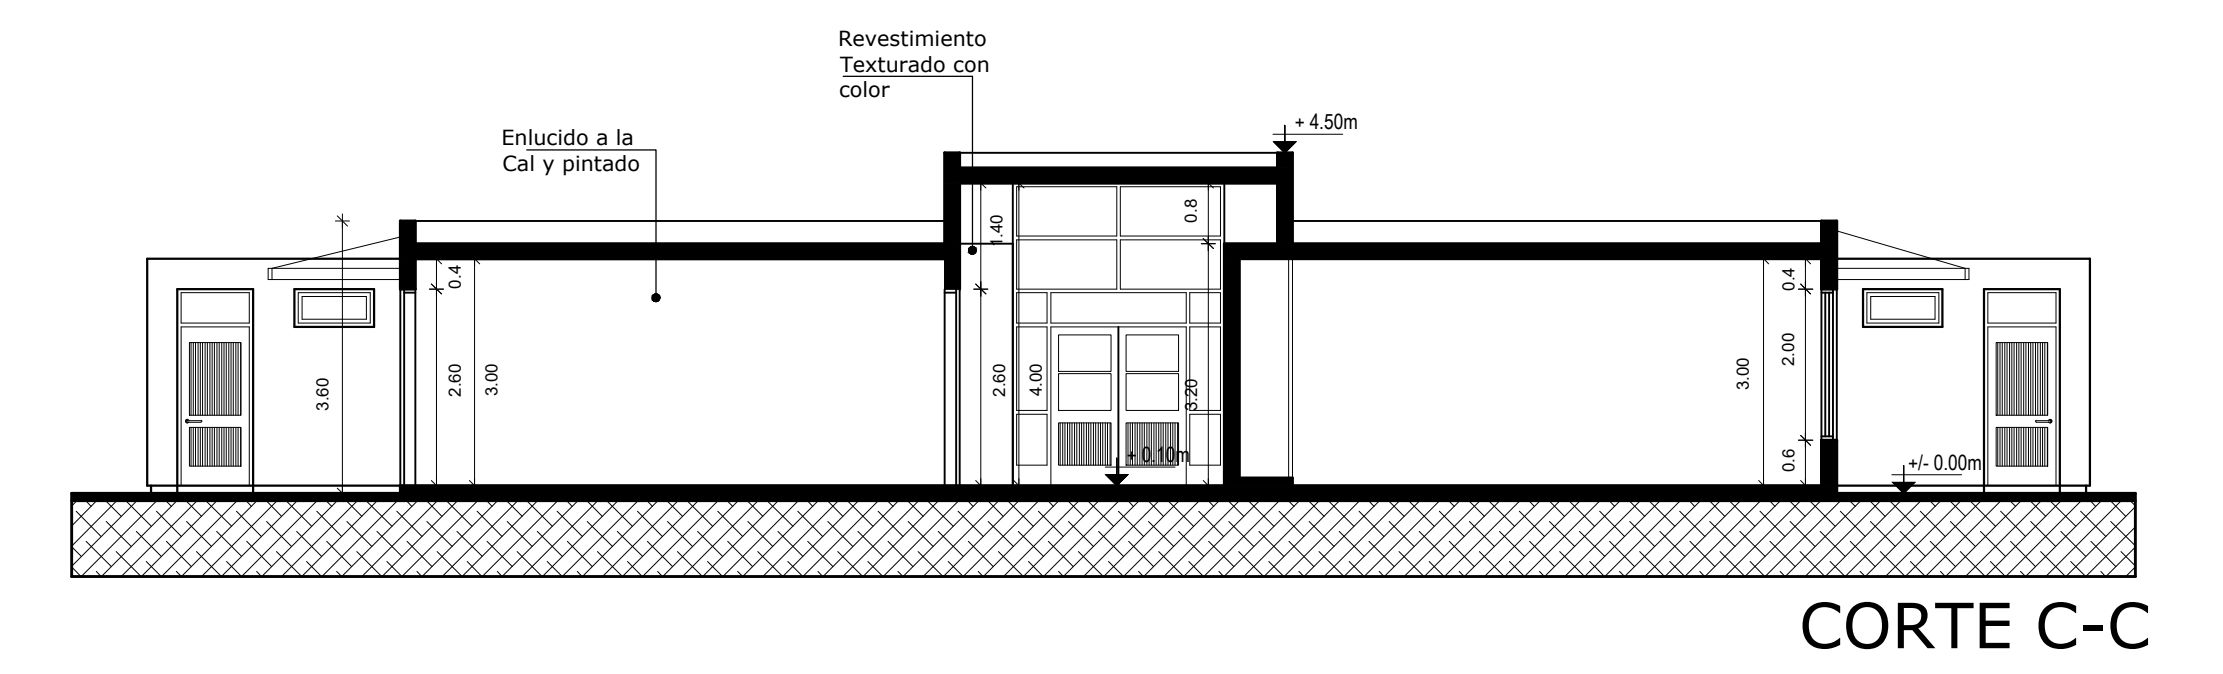 Revestimiento
Texturado con
color
+ 4.50m
Enlucido a la
Cal y pintado
1.40
0.8
0.4
0.4
3.60
2.60
3.00
2.60
4.00
3.20
3.00
2.00
+ 0.10m
0.6
+/- 0.00m
CORTE C-C